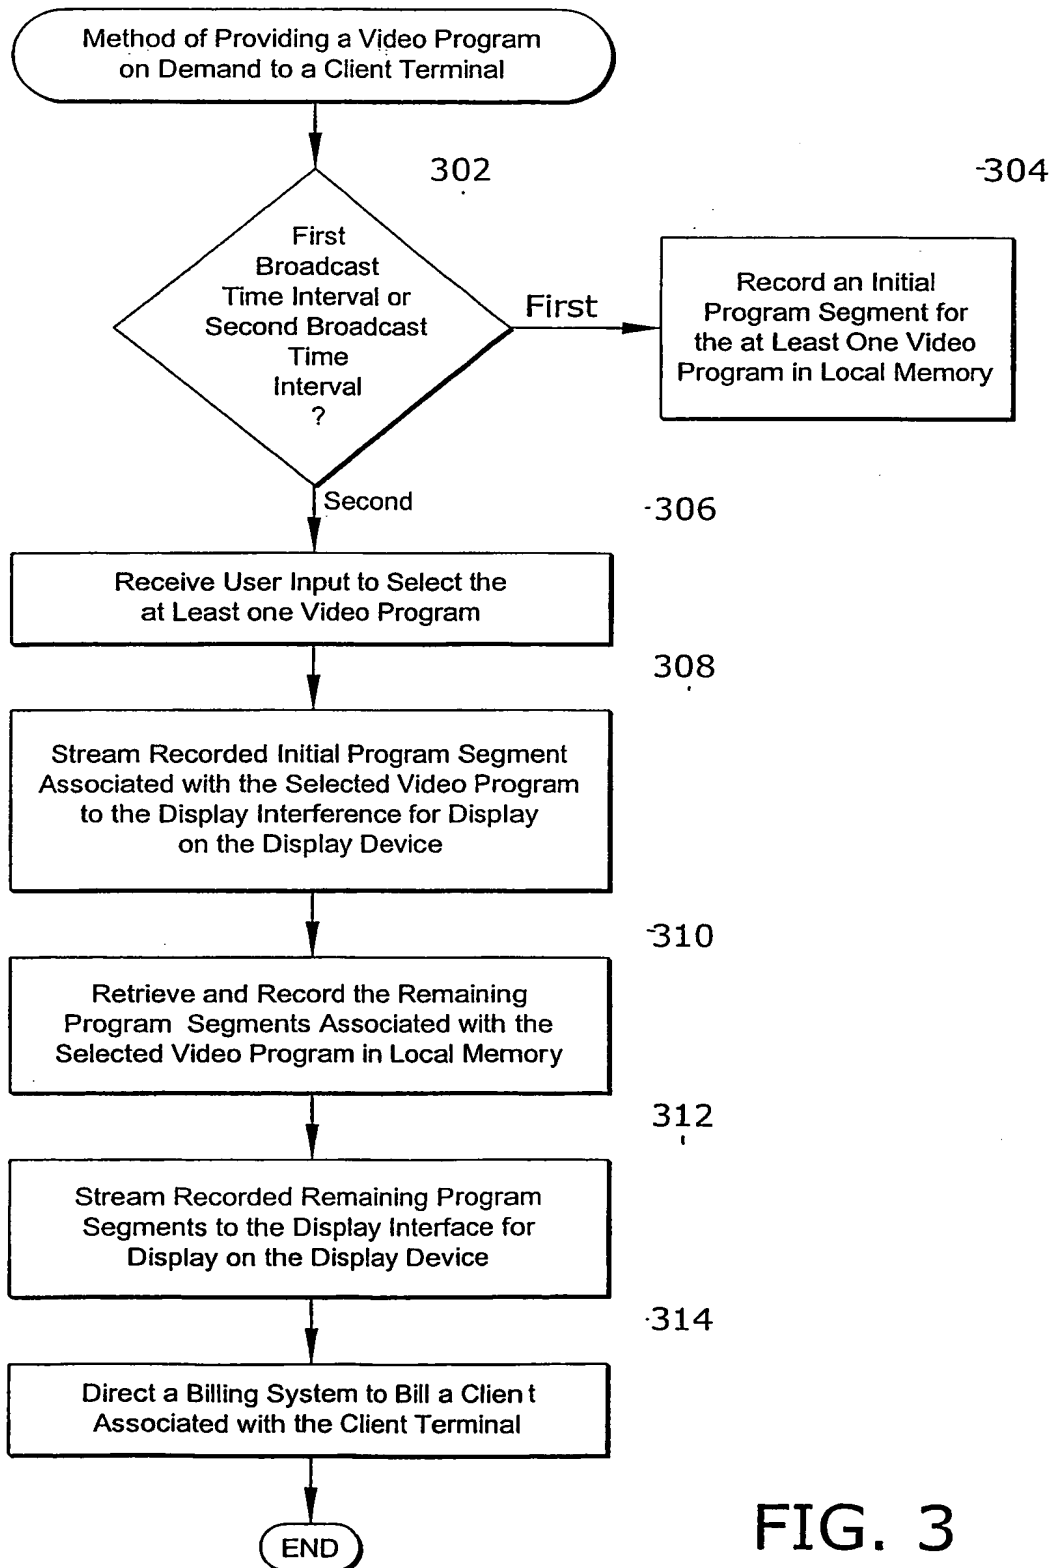 Method of Providing a Video Program
on Demand to a Client Terminal
302
304
First
Broadcast
Time Interval or
Second Broadcast
Time
Interval
?
First
Record an Initial
Program Segment for
the at Least One Video
Program in Local Memory
Second
306
Receive User Input to Select the
at Least one Video Program
308
Stream Recorded Initial Program Segment
Associated with the Selected Video Program
to the Display Interference for Display
on the Display Device
310
Retrieve and Record the Remaining
Program Segments Associated with the
Selected Video Program in Local Memory
312
Stream Recorded Remaining Program
Segments to the Display Interface for
Display on the Display Device
314
Direct a Billing System to Bill a Client
Associated with the Client Terminal
END
FIG. 3